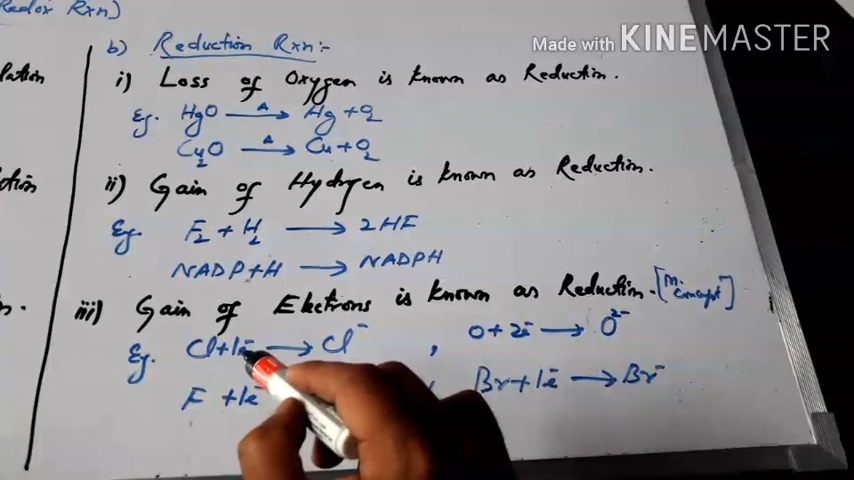 Redox Rxn)
Made with KINEMASTER
b) Reduction Rxn:-
i) Loss of Oxygen is known as Reduction.
Eg. HgO —Δ→ Hg + O₂
Cu₂O —Δ→ Cu + O₂
ii) Gain of Hydrogen is known as Reduction.
Eg. F₂ + H₂ → 2HF
NADP + H → NADPH
iii) Gain of Electrons is known as Reduction. [M. Concept]
Eg. Cl + 1e⁻ → Cl⁻ , O + 2e⁻ → O²⁻
F + 1e , Br + 1e⁻ → Br⁻